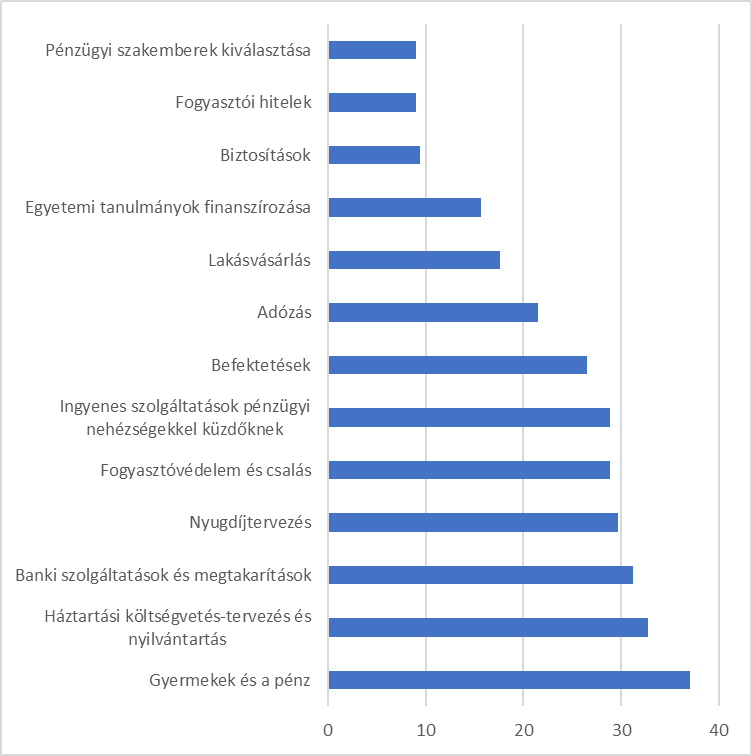 Pénzügyi szakemberek kiválasztása
Fogyasztói hitelek
Biztosítások
Egyetemi tanulmányok finanszírozása
Lakásvásárlás
Adózás
Befektetések
Ingyenes szolgáltatások pénzügyi
nehézségekkel küzdőknek
Fogyasztóvédelem és csalás
Nyugdíjtervezés
Banki szolgáltatások és megtakarítások
Háztartási költségvetés-tervezés és
nyilvántartás
Gyermekek és a pénz
0 10 20 30 40